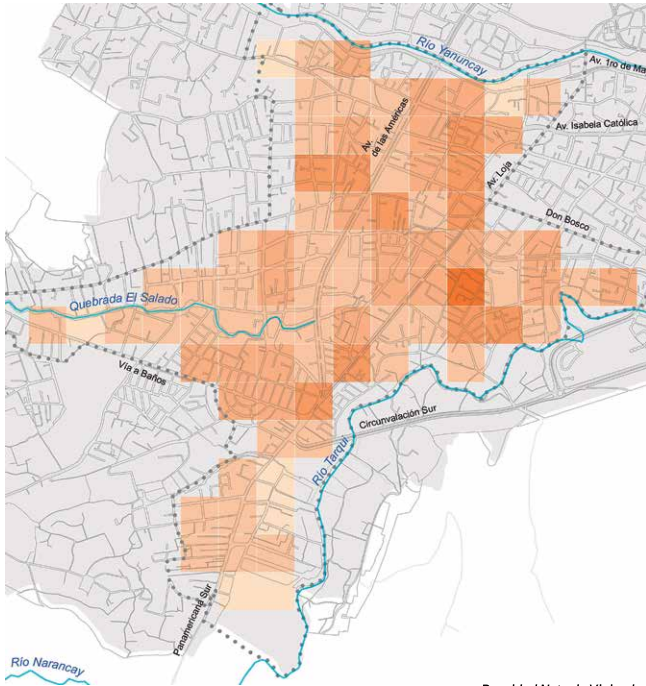 Río Yanuncay
Av. 1ro de Ma
Av. Isabela Católica
Av.
de las Américas
Av. Loja
Don Bosco
Quebrada El Salado
Vía a Baños
Circunvalación Sur
Río Tarqui
Panamericana Sur
Río Narancay